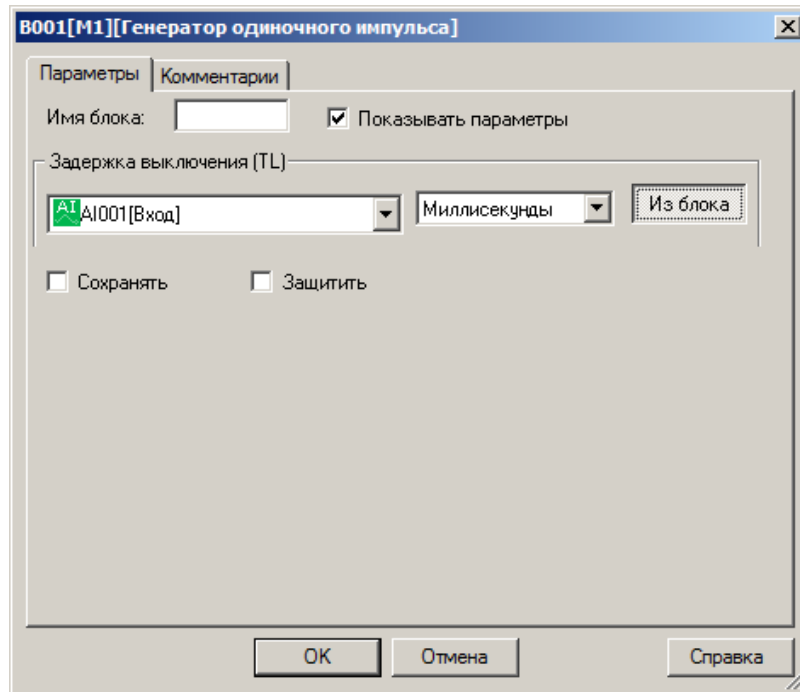 B001[M1][Генератор одиночного импульса]
Параметры Комментарии
Имя блока: Показывать параметры
Задержка выключения (TL)
AI AI001[Вход] Миллисекунды Из блока
Сохранять Защитить
OK Отмена Справка